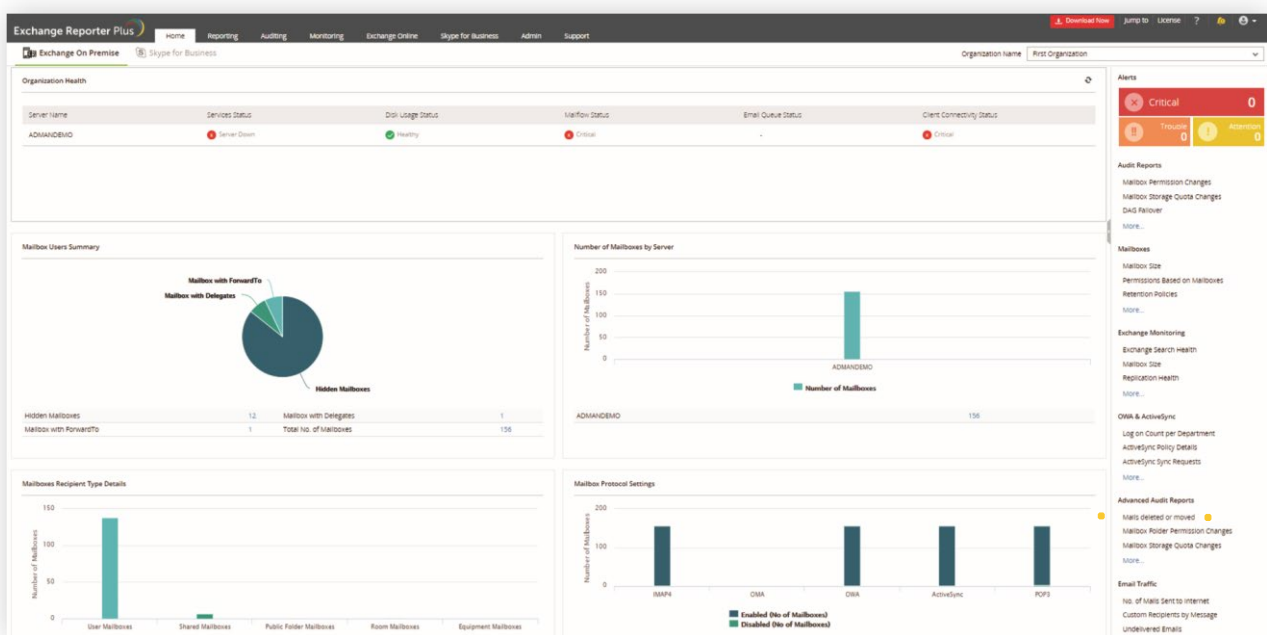 Exchange Reporter Plus
Home Reporting Auditing Monitoring Exchange Online Skype for Business Admin Support
Download Now Jump to License ?
Exchange On Premise Skype for Business
Organization Name First Organization
Organization Health
Server Name Services Status Disk Usage Status Mailflow Status Email Queue Status Client Connectivity Status
ADMANDEMO Server Down Healthy Critical - Critical
Mailbox Users Summary
Mailbox with ForwardTo
Mailbox with Delegates
Hidden Mailboxes
Hidden Mailboxes 12 Mailbox with Delegates 1
Mailbox with ForwardTo 1 Total No. of Mailboxes 156
Number of Mailboxes by Server
Number of Mailboxes
200
150
100
50
0
ADMANDEMO
Number of Mailboxes
ADMANDEMO 156
Mailboxes Recipient Type Details
Number of Mailboxes
150
100
50
0
User Mailboxes Shared Mailboxes Public Folder Mailboxes Room Mailboxes Equipment Mailboxes
Mailbox Protocol Settings
Number of Mailboxes
200
100
0
IMAP4 OMA OWA ActiveSync POP3
Enabled (No of Mailboxes)
Disabled (No of Mailboxes)
Alerts
Critical 0
Trouble 0
Attention 0
Audit Reports
Mailbox Permission Changes
Mailbox Storage Quota Changes
DAG Failover
More...
Mailboxes
Mailbox Size
Permissions Based on Mailboxes
Retention Policies
More...
Exchange Monitoring
Exchange Search Health
Mailbox Size
Replication Health
More...
OWA & ActiveSync
Log on Count per Department
ActiveSync Policy Details
ActiveSync Sync Requests
More...
Advanced Audit Reports
Mails deleted or moved
Mailbox Folder Permission Changes
Mailbox Storage Quota Changes
More...
Email Traffic
No. of Mails Sent to Internet
Custom Recipients by Message
Undelivered Emails